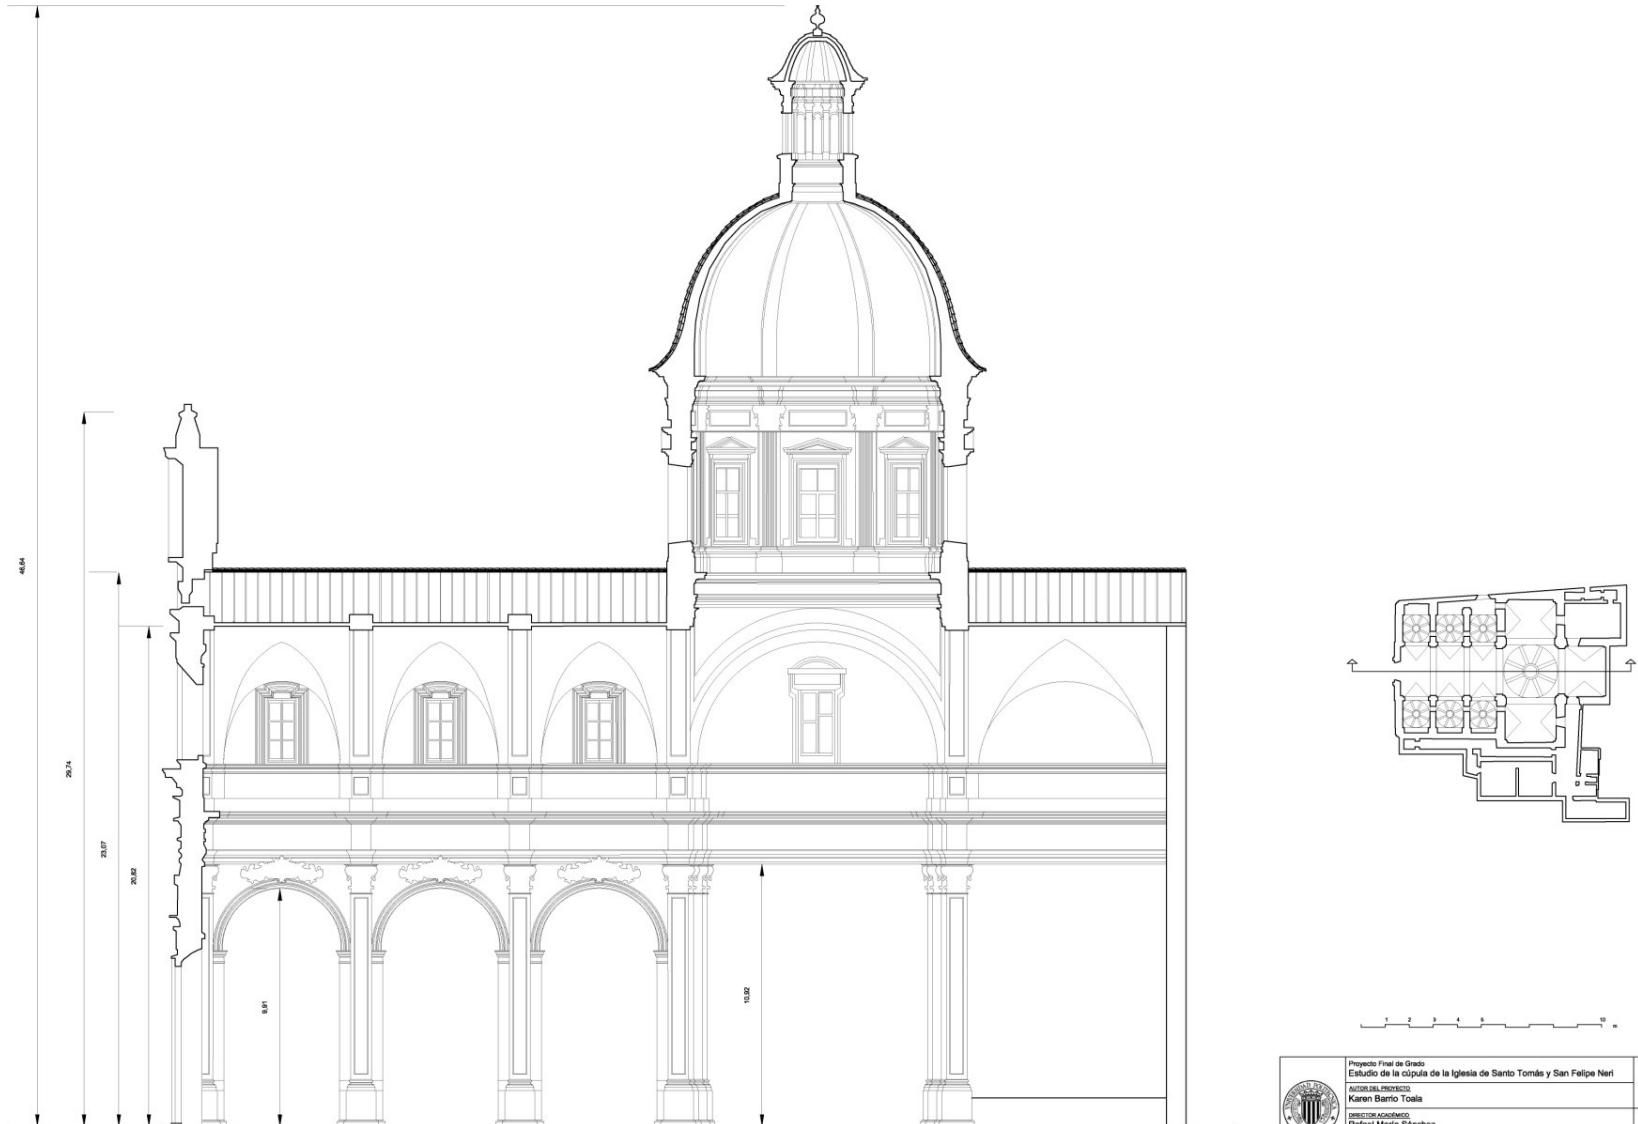 46,64
29,74
23,07
20,82
9,91
10,92
1 2 3 4 5 10 m
Proyecto Final de Grado
Estudio de la cúpula de la Iglesia de Santo Tomás y San Felipe Neri
AUTOR DEL PROYECTO
Karen Barrio Toala
DIRECTOR ACADÉMICO